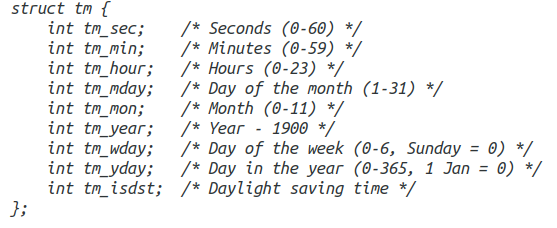 struct tm {
    int tm_sec;    /* Seconds (0-60) */
    int tm_min;    /* Minutes (0-59) */
    int tm_hour;   /* Hours (0-23) */
    int tm_mday;   /* Day of the month (1-31) */
    int tm_mon;    /* Month (0-11) */
    int tm_year;   /* Year - 1900 */
    int tm_wday;   /* Day of the week (0-6, Sunday = 0) */
    int tm_yday;   /* Day in the year (0-365, 1 Jan = 0) */
    int tm_isdst;  /* Daylight saving time */
};